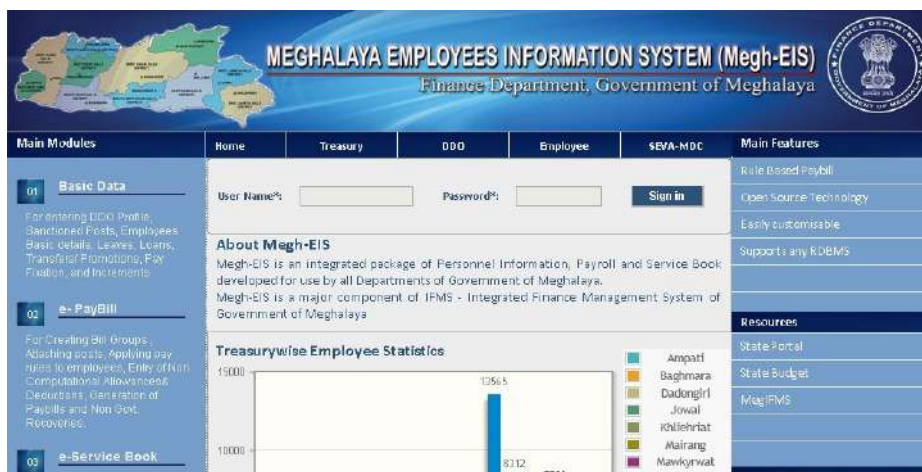 MEGHALAYA EMPLOYEES INFORMATION SYSTEM (Megh-EIS)
Finance Department, Government of Meghalaya
Main Modules
Home
Treasury
DDO
Employee
SEVA-MDC
Main Features
01
Basic Data
For entering DDO Profile,
Sanctioned Posts, Employees
Basic details, Leaves, Loans,
Transfers/ Promotions, Pay
Fixation, and Increments
02
e- PayBill
For Creating Bill Groups ,
Attaching posts, Applying pay
rules to employees, Entry of Non
Computational Allowances&
Deductions, Generation of
Paybills and Non Govt.
Recoveries.
03
e-Service Book
User Name*:
Password*:
Sign in
About Megh-EIS
Megh-EIS is an integrated package of Personnel Information, Payroll and Service Book
developed for use by all Departments of Government of Meghalaya.
Megh-EIS is a major component of IFMS - Integrated Finance Management System of
Government of Meghalaya
Treasurywise Employee Statistics
15000
13565
10000
8312
Ampati
Baghmara
Dadengiri
Jowai
Khliehriat
Mairang
Mawkyrwat
Rule Based Paybill
Open Source Technology
Easily customisable
Supports any RDBMS
Resources
State Portal
State Budget
MegIFMS